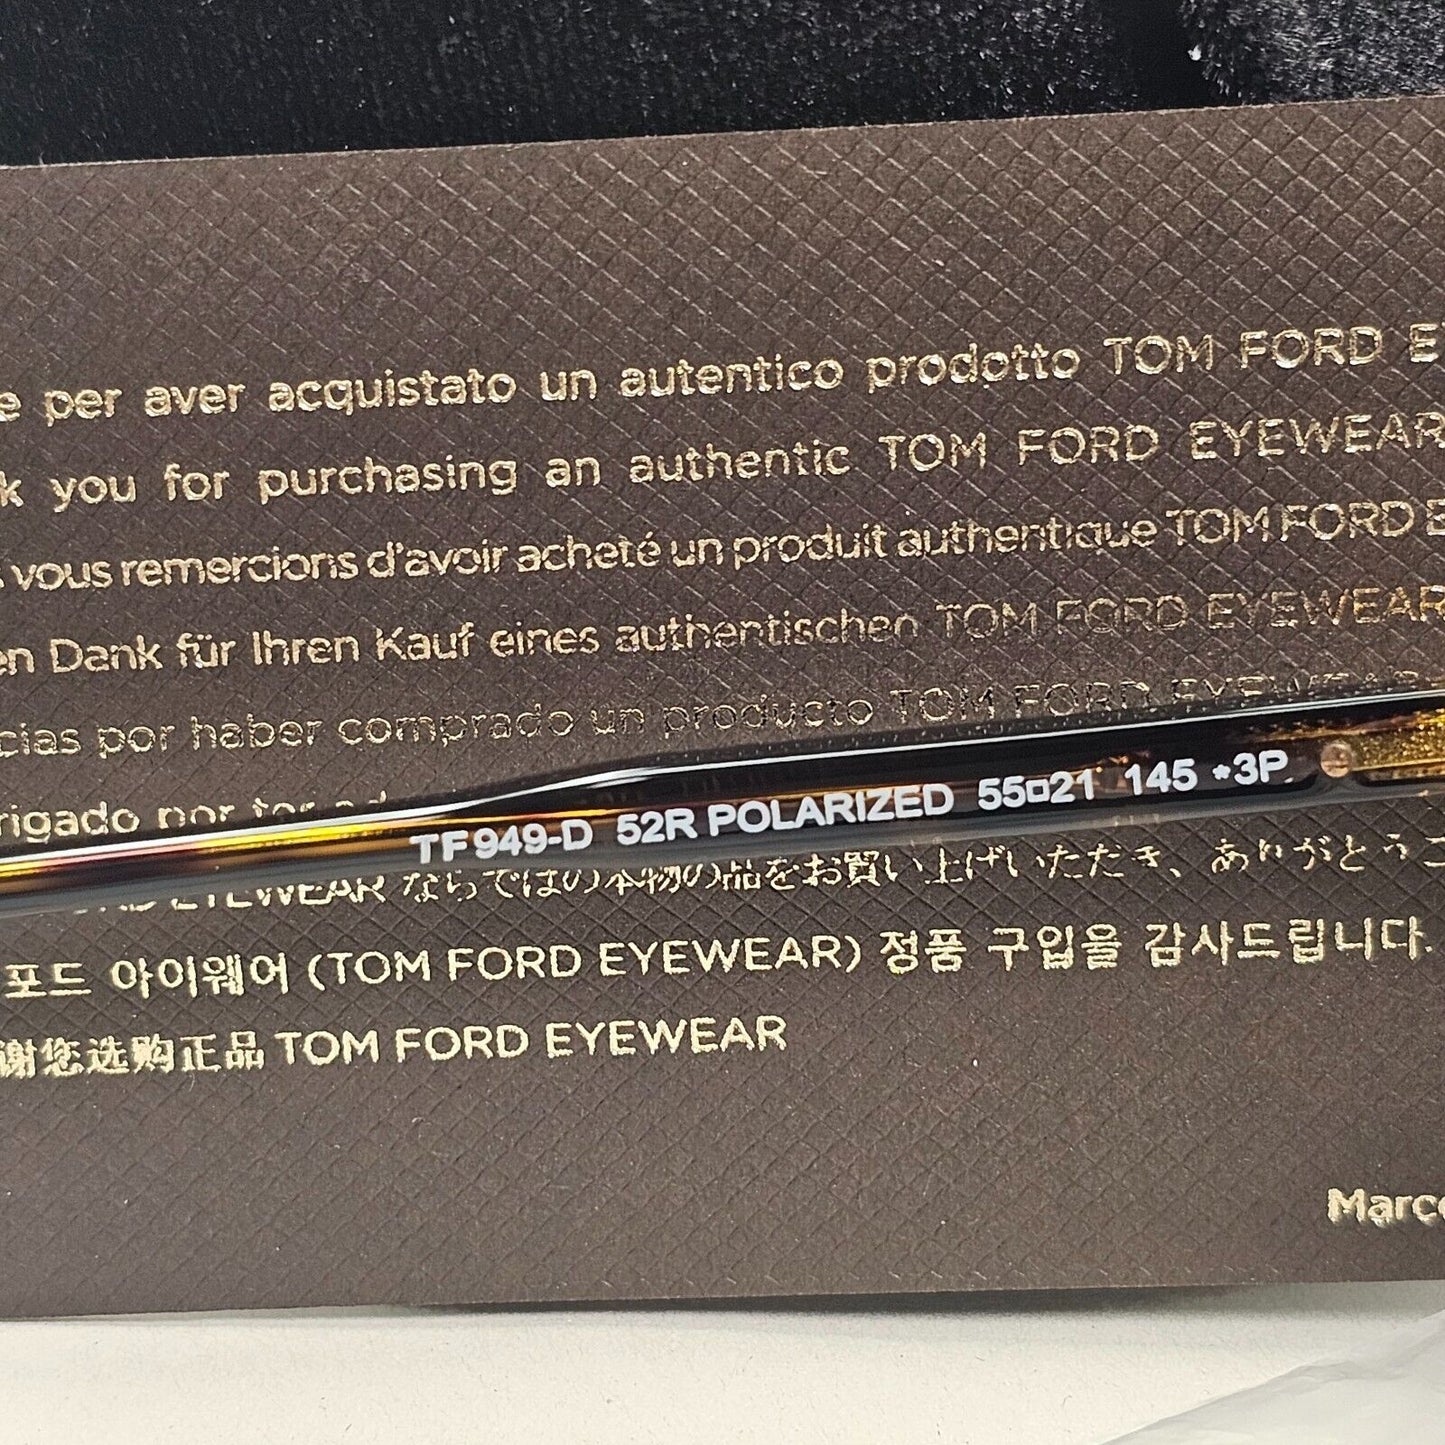 per aver acquistato un autentico prodotto TOM FORD
you for purchasing an authentic TOM FORD EYEWEAR
vous remercions d'avoir acheté un produit authentique TOM FORD
Dank für Ihren Kauf eines authentischen TOM FORD EYEWEAR
por haber comprado un producto TOM FORD EYEWEAR
por
TF949-D 52R POLARIZED 55□21 145 *3P
EYEWEAR ならではの本物の品をお買い上げいただき、ありがとうご
포드 아이웨어 (TOM FORD EYEWEAR) 정품 구입을 감사드립니다.
谢您选购正品 TOM FORD EYEWEAR